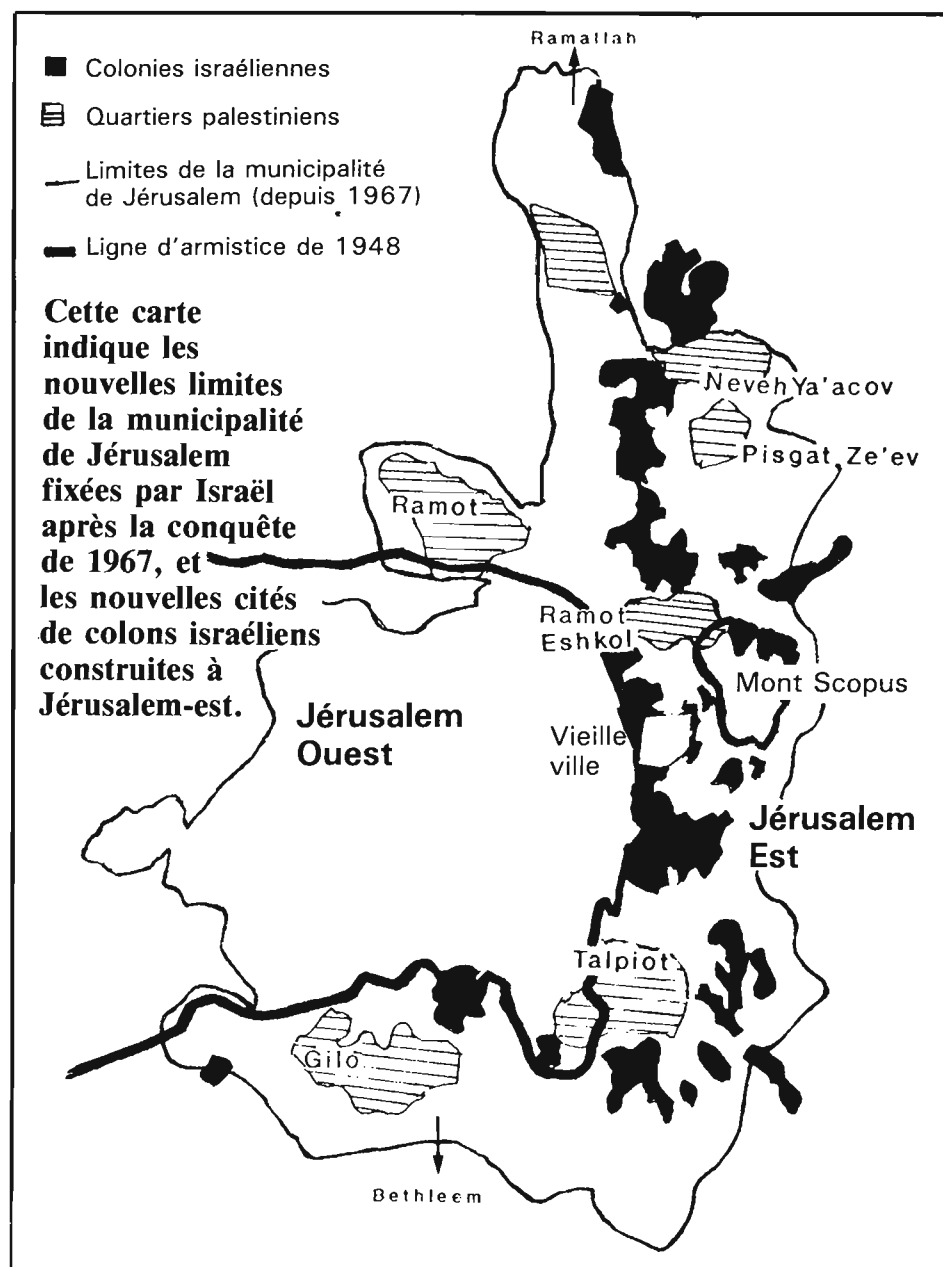 Ramallah
Colonies israéliennes
Quartiers palestiniens
Limites de la municipalité
de Jérusalem (depuis 1967)
Ligne d'armistice de 1948
Cette carte
indique les
nouvelles limites
de la municipalité
de Jérusalem
fixées par Israël
après la conquête
de 1967, et
les nouvelles cités
de colons israéliens
construites à
Jérusalem-est.
Neveh Ya'acov
Pisgat Ze'ev
Ramot
Ramot
Eshkol
Mont Scopus
Jérusalem
Ouest
Vieille
ville
Jérusalem
Est
Talpiot
Gilo
Bethleem